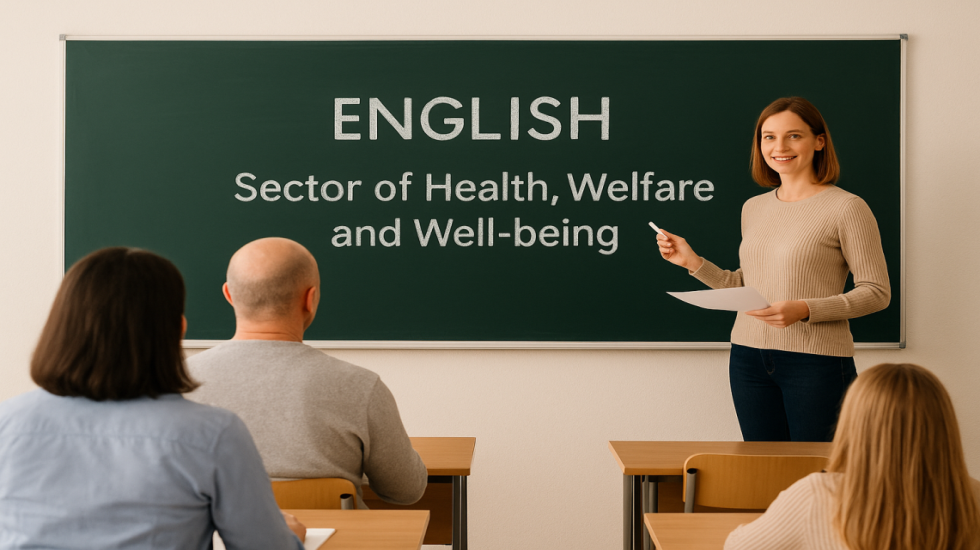 ENGLISH
Sector of Health, Welfare
and Well-being